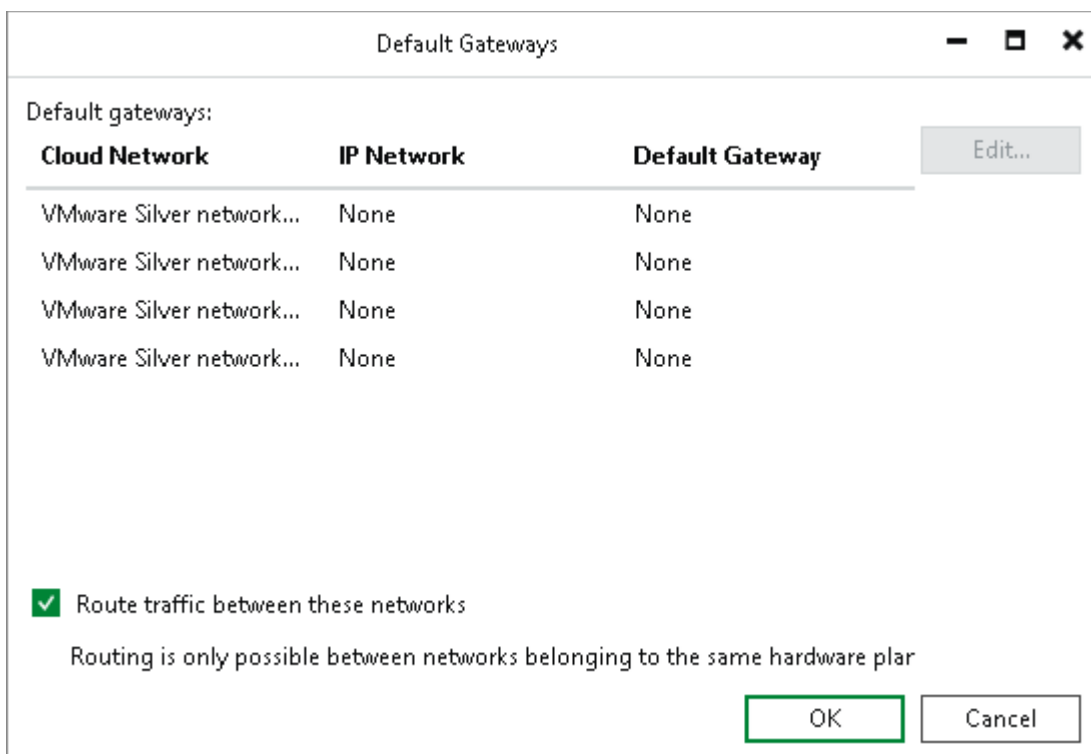 Default Gateways
Default gateways:
Cloud Network IP Network Default Gateway Edit...
VMware Silver network... None None
VMware Silver network... None None
VMware Silver network... None None
VMware Silver network... None None
Route traffic between these networks
Routing is only possible between networks belonging to the same hardware plar
OK Cancel